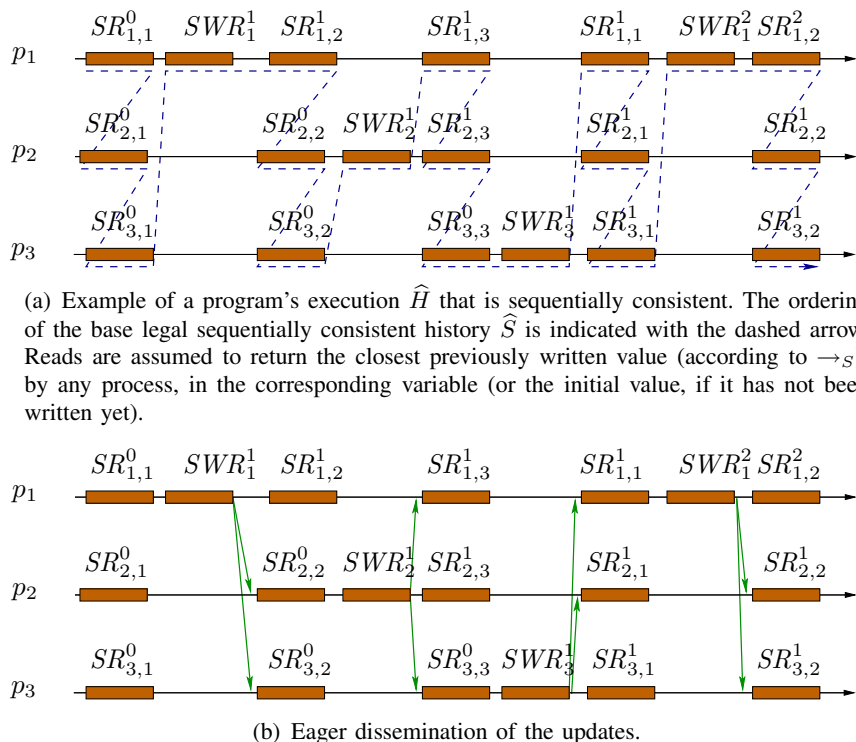 SR^0_{1,1} SWR^1_1 SR^1_{1,2} SR^1_{1,3} SR^1_{1,1} SWR^2_1 SR^2_{1,2}
p_1
SR^0_{2,1} SR^0_{2,2} SWR^1_2 SR^1_{2,3} SR^1_{2,1} SR^1_{2,2}
p_2
SR^0_{3,1} SR^0_{3,2} SR^0_{3,3} SWR^1_3 SR^1_{3,1} SR^1_{3,2}
p_3
(a) Example of a program's execution \widehat{H} that is sequentially consistent. The orderin
of the base legal sequentially consistent history \widehat{S} is indicated with the dashed arrow
Reads are assumed to return the closest previously written value (according to →_S
by any process, in the corresponding variable (or the initial value, if it has not bee
written yet).
SR^0_{1,1} SWR^1_1 SR^1_{1,2} SR^1_{1,3} SR^1_{1,1} SWR^2_1 SR^2_{1,2}
p_1
SR^0_{2,1} SR^0_{2,2} SWR^1_2 SR^1_{2,3} SR^1_{2,1} SR^1_{2,2}
p_2
SR^0_{3,1} SR^0_{3,2} SR^0_{3,3} SWR^1_3 SR^1_{3,1} SR^1_{3,2}
p_3
(b) Eager dissemination of the updates.